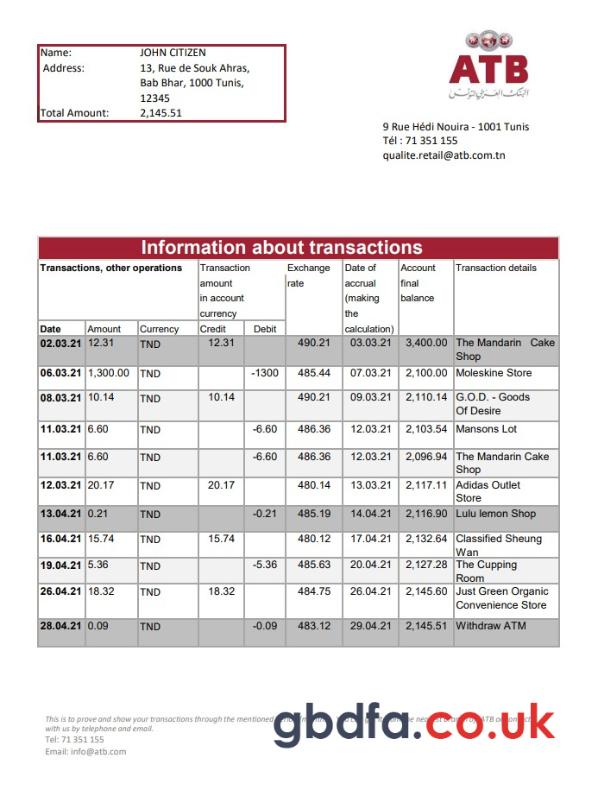 Name: JOHN CITIZEN
Address: 13, Rue de Souk Ahras,
Bab Bhar, 1000 Tunis,
12345
Total Amount: 2,145.51
ATB
البنك العربي لتونس
9 Rue Hédi Nouira - 1001 Tunis
Tél : 71 351 155
qualite.retail@atb.com.tn
Information about transactions
Transactions, other operations Transaction amount in account currency Exchange rate Date of accrual (making the calculation) Account final balance Transaction details
Date Amount Currency Credit Debit
02.03.21 12.31 TND 12.31 490.21 03.03.21 3,400.00 The Mandarin Cake
Shop
06.03.21 1,300.00 TND -1300 485.44 07.03.21 2,100.00 Moleskine Store
08.03.21 10.14 TND 10.14 490.21 09.03.21 2,110.14 G.O.D. - Goods
Of Desire
11.03.21 6.60 TND -6.60 486.36 12.03.21 2,103.54 Mansons Lot
11.03.21 6.60 TND -6.60 486.36 12.03.21 2,096.94 The Mandarin Cake
Shop
12.03.21 20.17 TND 20.17 480.14 13.03.21 2,117.11 Adidas Outlet
Store
13.04.21 0.21 TND -0.21 485.19 14.04.21 2,116.90 Lulu lemon Shop
16.04.21 15.74 TND 15.74 480.12 17.04.21 2,132.64 Classified Sheung
Wan
19.04.21 5.36 TND -5.36 485.63 20.04.21 2,127.28 The Cupping
Room
26.04.21 18.32 TND 18.32 484.75 26.04.21 2,145.60 Just Green Organic
Convenience Store
28.04.21 0.09 TND -0.09 483.12 29.04.21 2,145.51 Withdraw ATM
This is to prove and show your transactions through the mentioned
with us by telephone and email.
Tel: 71 351 155
Email: info@atb.com
gbdfa.co.uk